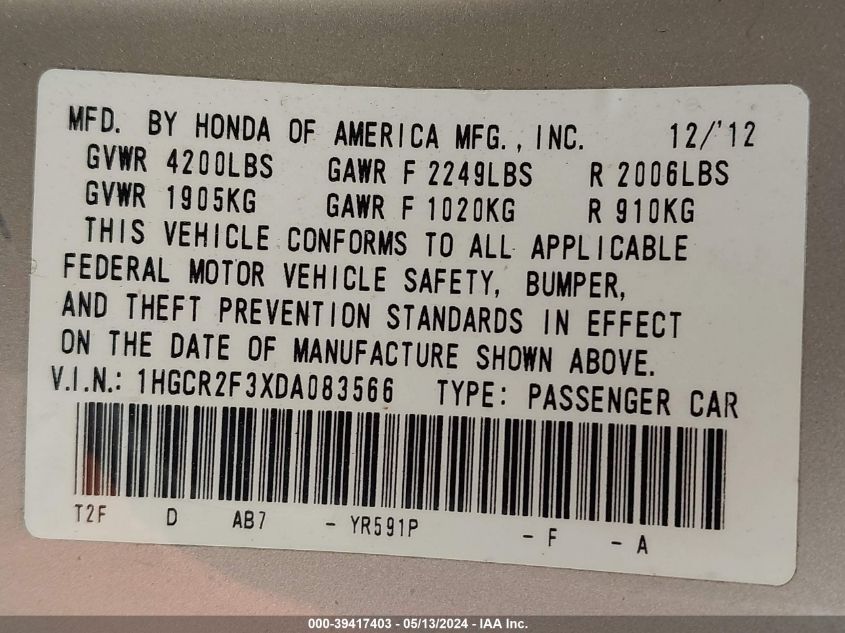 MFD. BY HONDA OF AMERICA MFG., INC. 12/'12
GVWR 4200LBS GAWR F 2249LBS R 2006LBS
GVWR 1905KG GAWR F 1020KG R 910KG
THIS VEHICLE CONFORMS TO ALL APPLICABLE
FEDERAL MOTOR VEHICLE SAFETY, BUMPER,
AND THEFT PREVENTION STANDARDS IN EFFECT
ON THE DATE OF MANUFACTURE SHOWN ABOVE.
V.I.N.: 1HGCR2F3XDA083566 TYPE: PASSENGER CAR
T2F D AB7 - YR591P - F - A
000-39417403 - 05/13/2024 - IAA Inc.